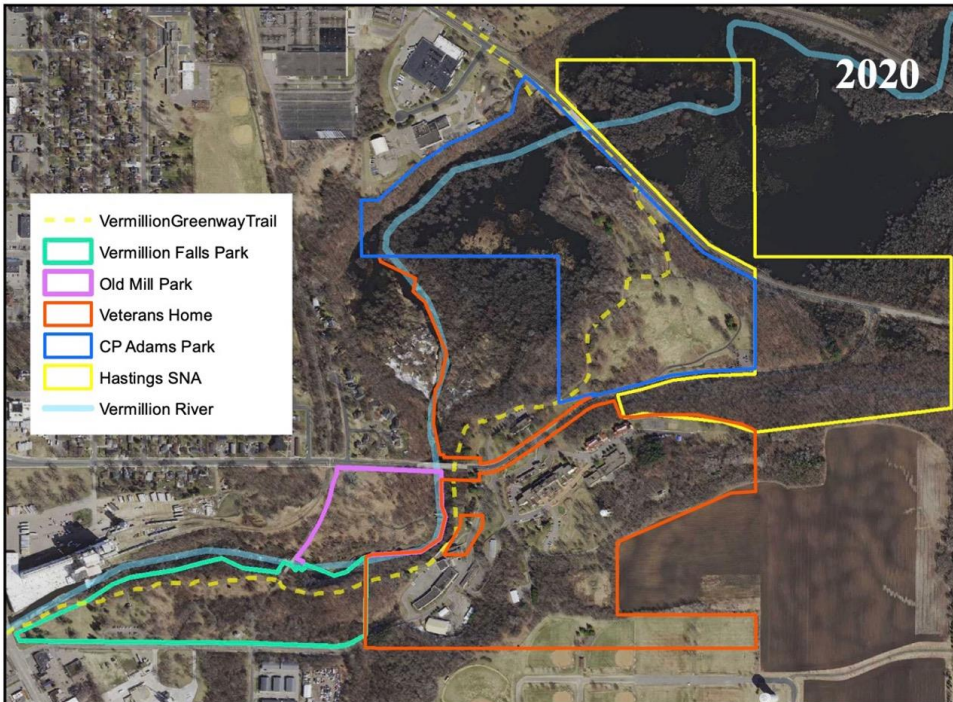 2020
VermillionGreenwayTrail
Vermillion Falls Park
Old Mill Park
Veterans Home
CP Adams Park
Hastings SNA
Vermillion River